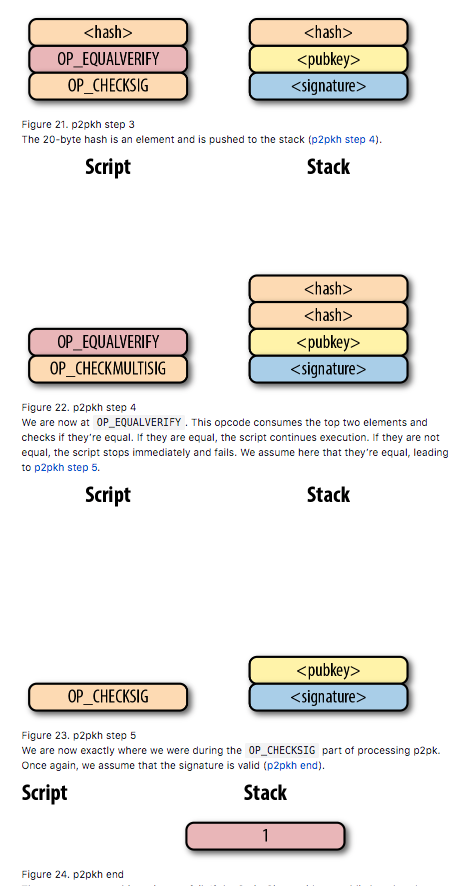 <hash> <hash>
OP_EQUALVERIFY <pubkey>
OP_CHECKSIG <signature>
Figure 21. p2pkh step 3
The 20-byte hash is an element and is pushed to the stack (p2pkh step 4).
Script Stack
<hash>
<hash>
OP_EQUALVERIFY <pubkey>
OP_CHECKMULTISIG <signature>
Figure 22. p2pkh step 4
We are now at OP_EQUALVERIFY . This opcode consumes the top two elements and
checks if they're equal. If they are equal, the script continues execution. If they are not
equal, the script stops immediately and fails. We assume here that they're equal, leading
to p2pkh step 5.
Script Stack
<pubkey>
OP_CHECKSIG <signature>
Figure 23. p2pkh step 5
We are now exactly where we were during the OP_CHECKSIG part of processing p2pk.
Once again, we assume that the signature is valid (p2pkh end).
Script Stack
1
Figure 24. p2pkh end